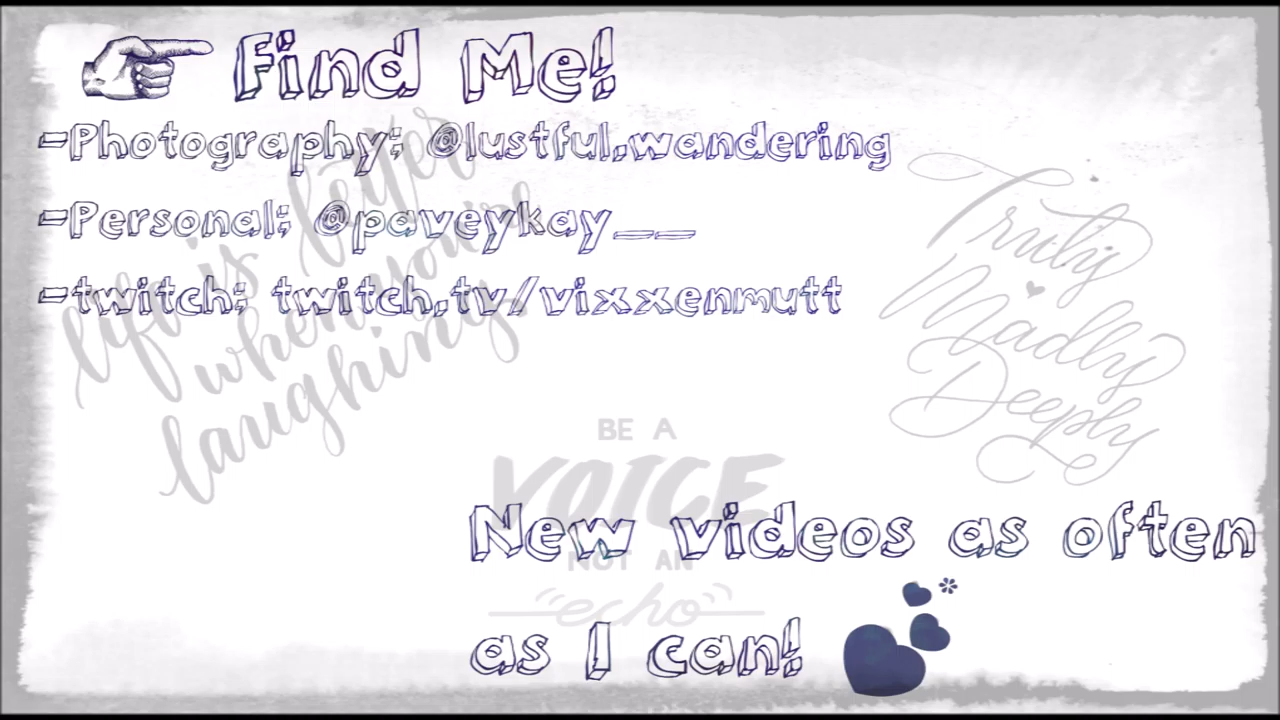 Find Me!
-Photography: @lustful.wandering
-Personal: @paveykay__
-twitch: twitch.tv/vixxenmutt
life is better
when you're
laughing.
Truly
Madly
Deeply
BE A
VOICE
NOT AN
echo
New videos as often
as I can!